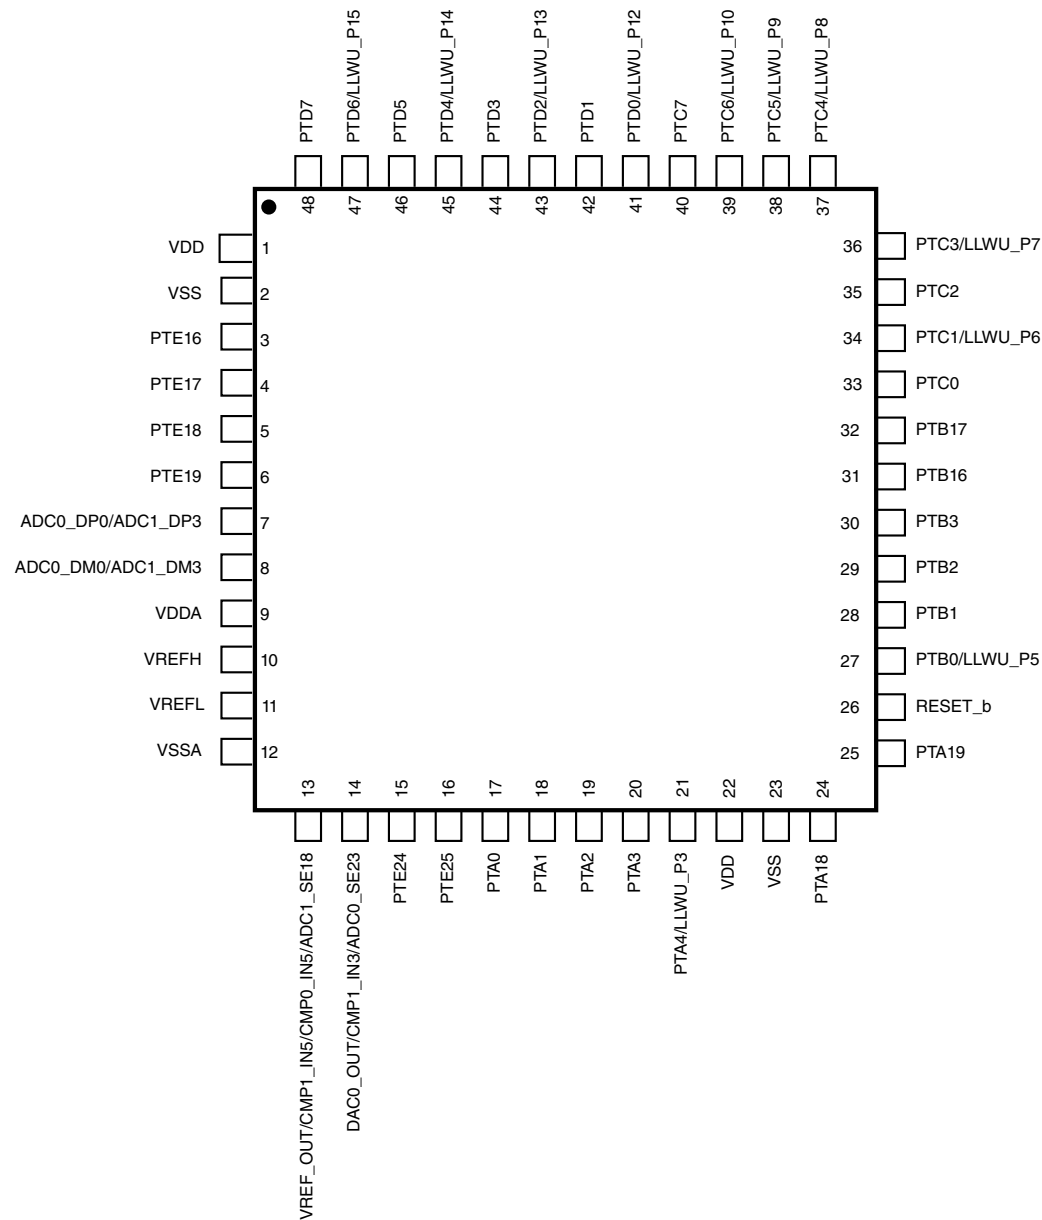 PTD7
PTD6/LLWU_P15
PTD5
PTD4/LLWU_P14
PTD3
PTD2/LLWU_P13
PTD1
PTD0/LLWU_P12
PTC7
PTC6/LLWU_P10
PTC5/LLWU_P9
PTC4/LLWU_P8
48
47
46
45
44
43
42
41
40
39
38
37
VDD 1
VSS 2
PTE16 3
PTE17 4
PTE18 5
PTE19 6
ADC0_DP0/ADC1_DP3 7
ADC0_DM0/ADC1_DM3 8
VDDA 9
VREFH 10
VREFL 11
VSSA 12
36 PTC3/LLWU_P7
35 PTC2
34 PTC1/LLWU_P6
33 PTC0
32 PTB17
31 PTB16
30 PTB3
29 PTB2
28 PTB1
27 PTB0/LLWU_P5
26 RESET_b
25 PTA19
13
14
15
16
17
18
19
20
21
22
23
24
VREF_OUT/CMP1_IN5/CMP0_IN5/ADC1_SE18
DAC0_OUT/CMP1_IN3/ADC0_SE23
PTE24
PTE25
PTA0
PTA1
PTA2
PTA3
PTA4/LLWU_P3
VDD
VSS
PTA18